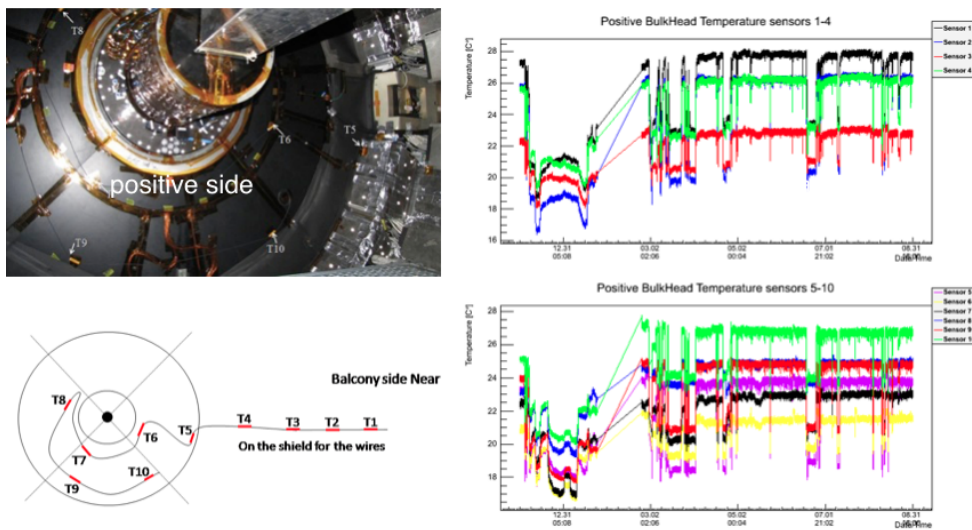 T8
T6
T5
positive side
T9
T10
Positive BulkHead Temperature sensors 1-4
Temperature [C°]
28
26
24
22
20
18
16
12.31
05:08
03.02
02:06
05.02
00:04
07.01
21:02
08.31
Date/Time
Sensor 1
Sensor 2
Sensor 3
Sensor 4
Balcony side Near
T8
T4
T3
T2
T1
T5
T6
On the shield for the wires
T7
T10
T9
Positive BulkHead Temperature sensors 5-10
Temperature [C°]
28
26
24
22
20
18
12.31
05:08
03.02
02:06
05.02
00:04
07.01
21:02
08.31
Date/Time
Sensor 5
Sensor 6
Sensor 7
Sensor 8
Sensor 9
Sensor 1